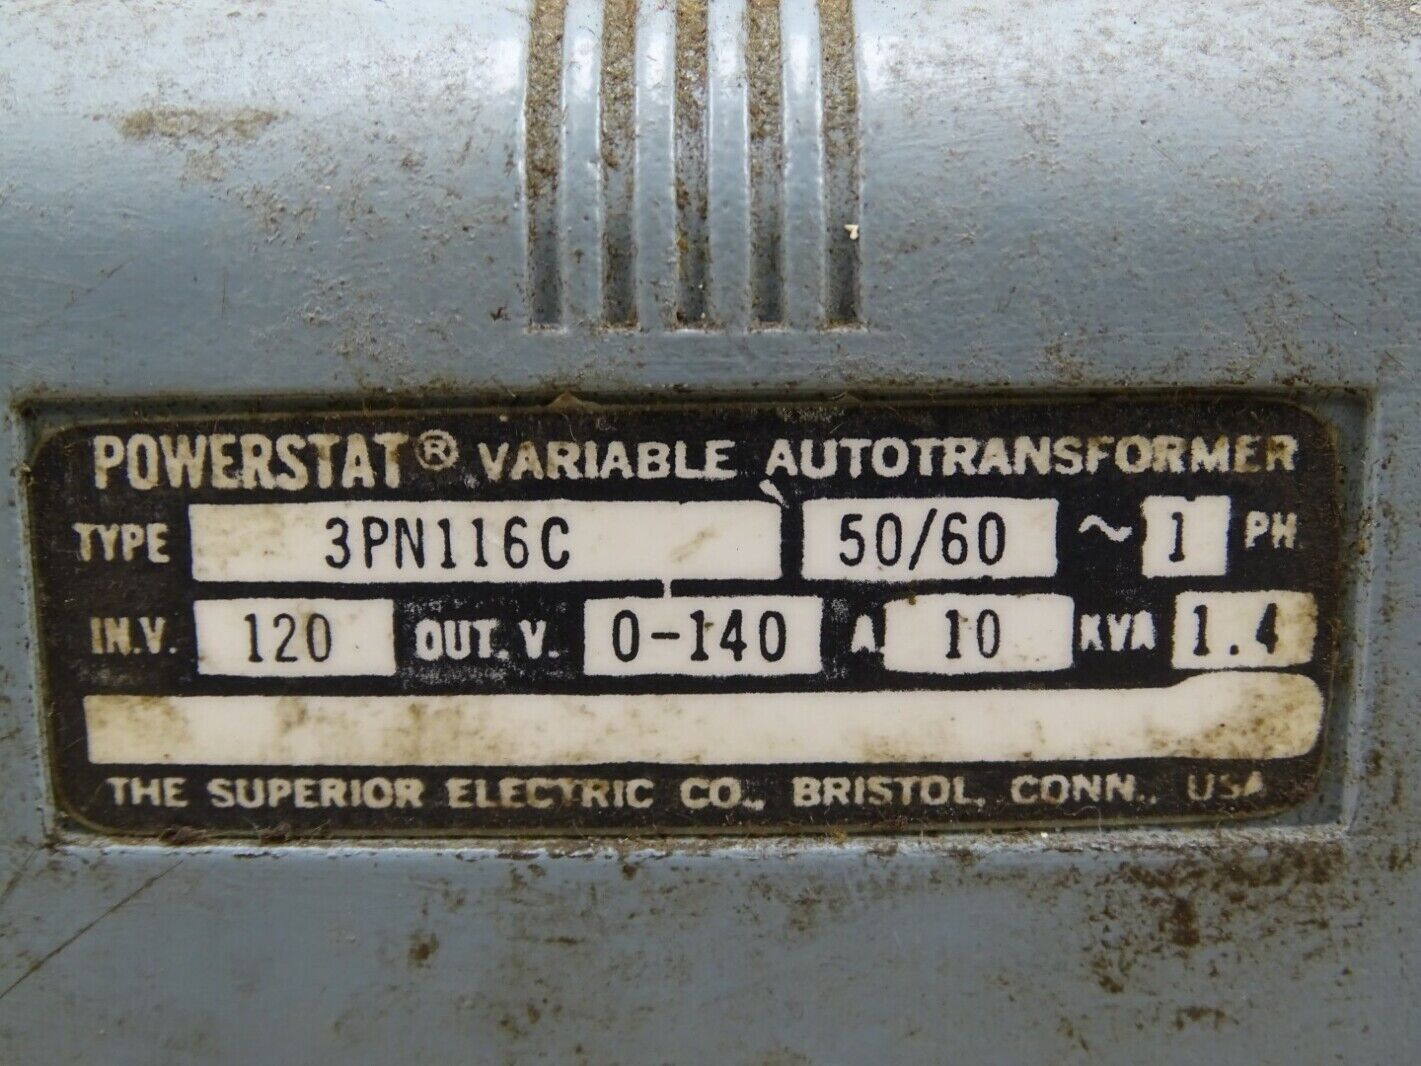 POWERSTAT® VARIABLE AUTOTRANSFORMER
TYPE 3PN116C 50/60 ~ 1 PH.
IN.V. 120 OUT. V. 0-140 A 10 KVA 1.4
THE SUPERIOR ELECTRIC CO., BRISTOL, CONN., USA